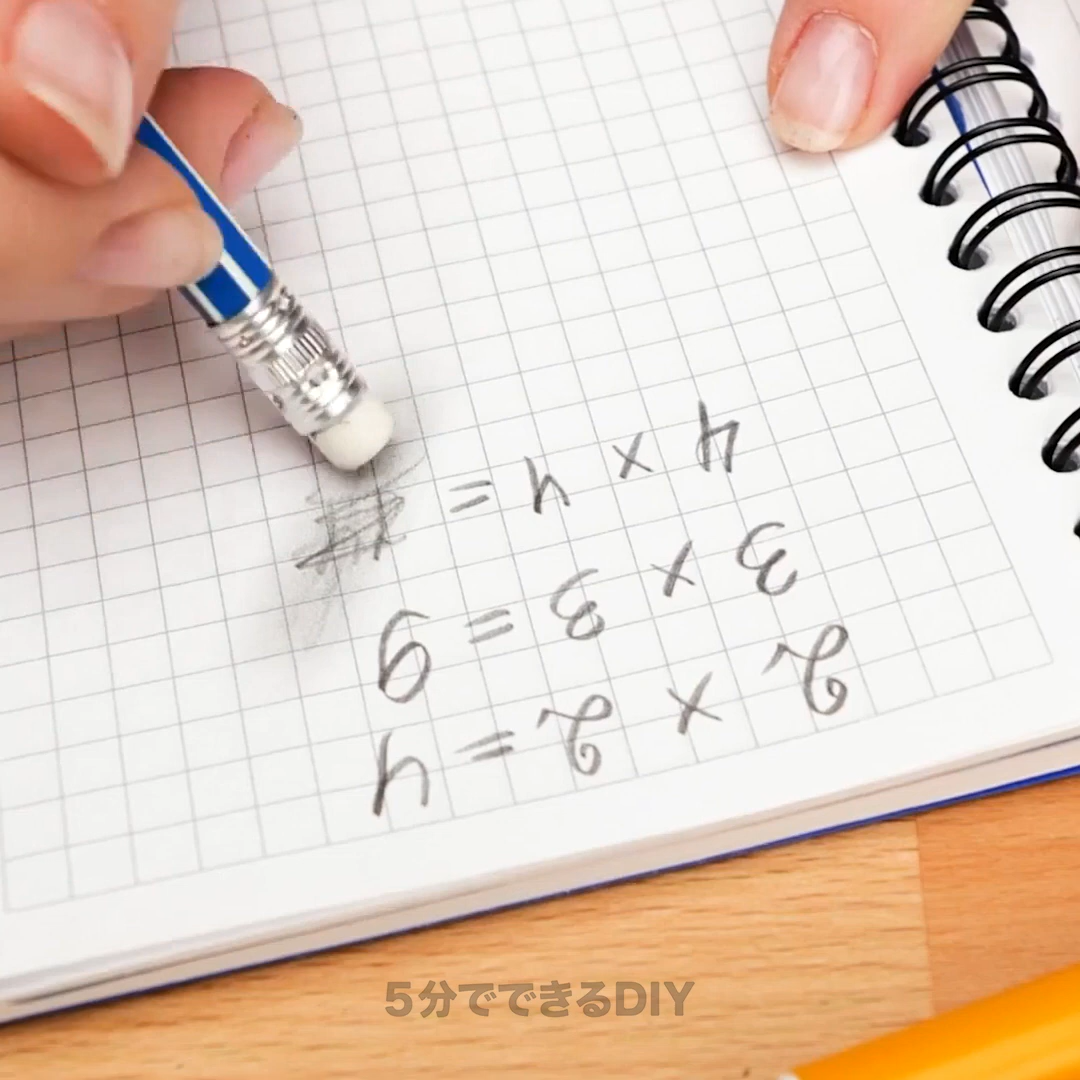 2 × 2 = 4
3 × 3 = 9
4 × 4 =
5分でできるDIY